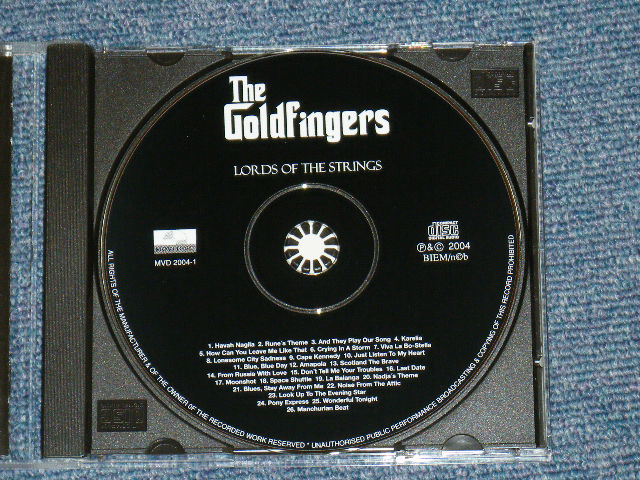 The
Goldfingers
LORDS OF THE STRINGS
MVD 2004-1
COMPACT
disc
DIGITAL AUDIO
℗ & © 2004
BIEM/n©b
1. Havah Nagila 2. Rune's Theme 3. And They Play Our Song 4. Karelia
5. How Can You Leave Me Like That 6. Crying In A Storm 7. Viva La Bo-Stella
8. Lonesome City Sadness 9. Cape Kennedy 10. Just Listen To My Heart
11. Blue, Blue Day 12. Amapola 13. Scotland The Brave
14. From Russia With Love 15. Don't Tell Me Your Troubles 16. Last Date
17. Moonshot 18. Space Shuttle 19. La Balanga 20. Nadja's Theme
21. Blues, Stay Away From Me 22. Noise From The Attic
23. Look Up To The Evening Star
24. Pony Express 25. Wonderful Tonight
26. Manchurian Beat
ALL RIGHTS OF THE MANUFACTURER & OF THE OWNER OF THE RECORDED WORK RESERVED * UNAUTHORISED PUBLIC PERFORMANCE BROADCASTING & COPYING OF THIS RECORD PROHIBITED